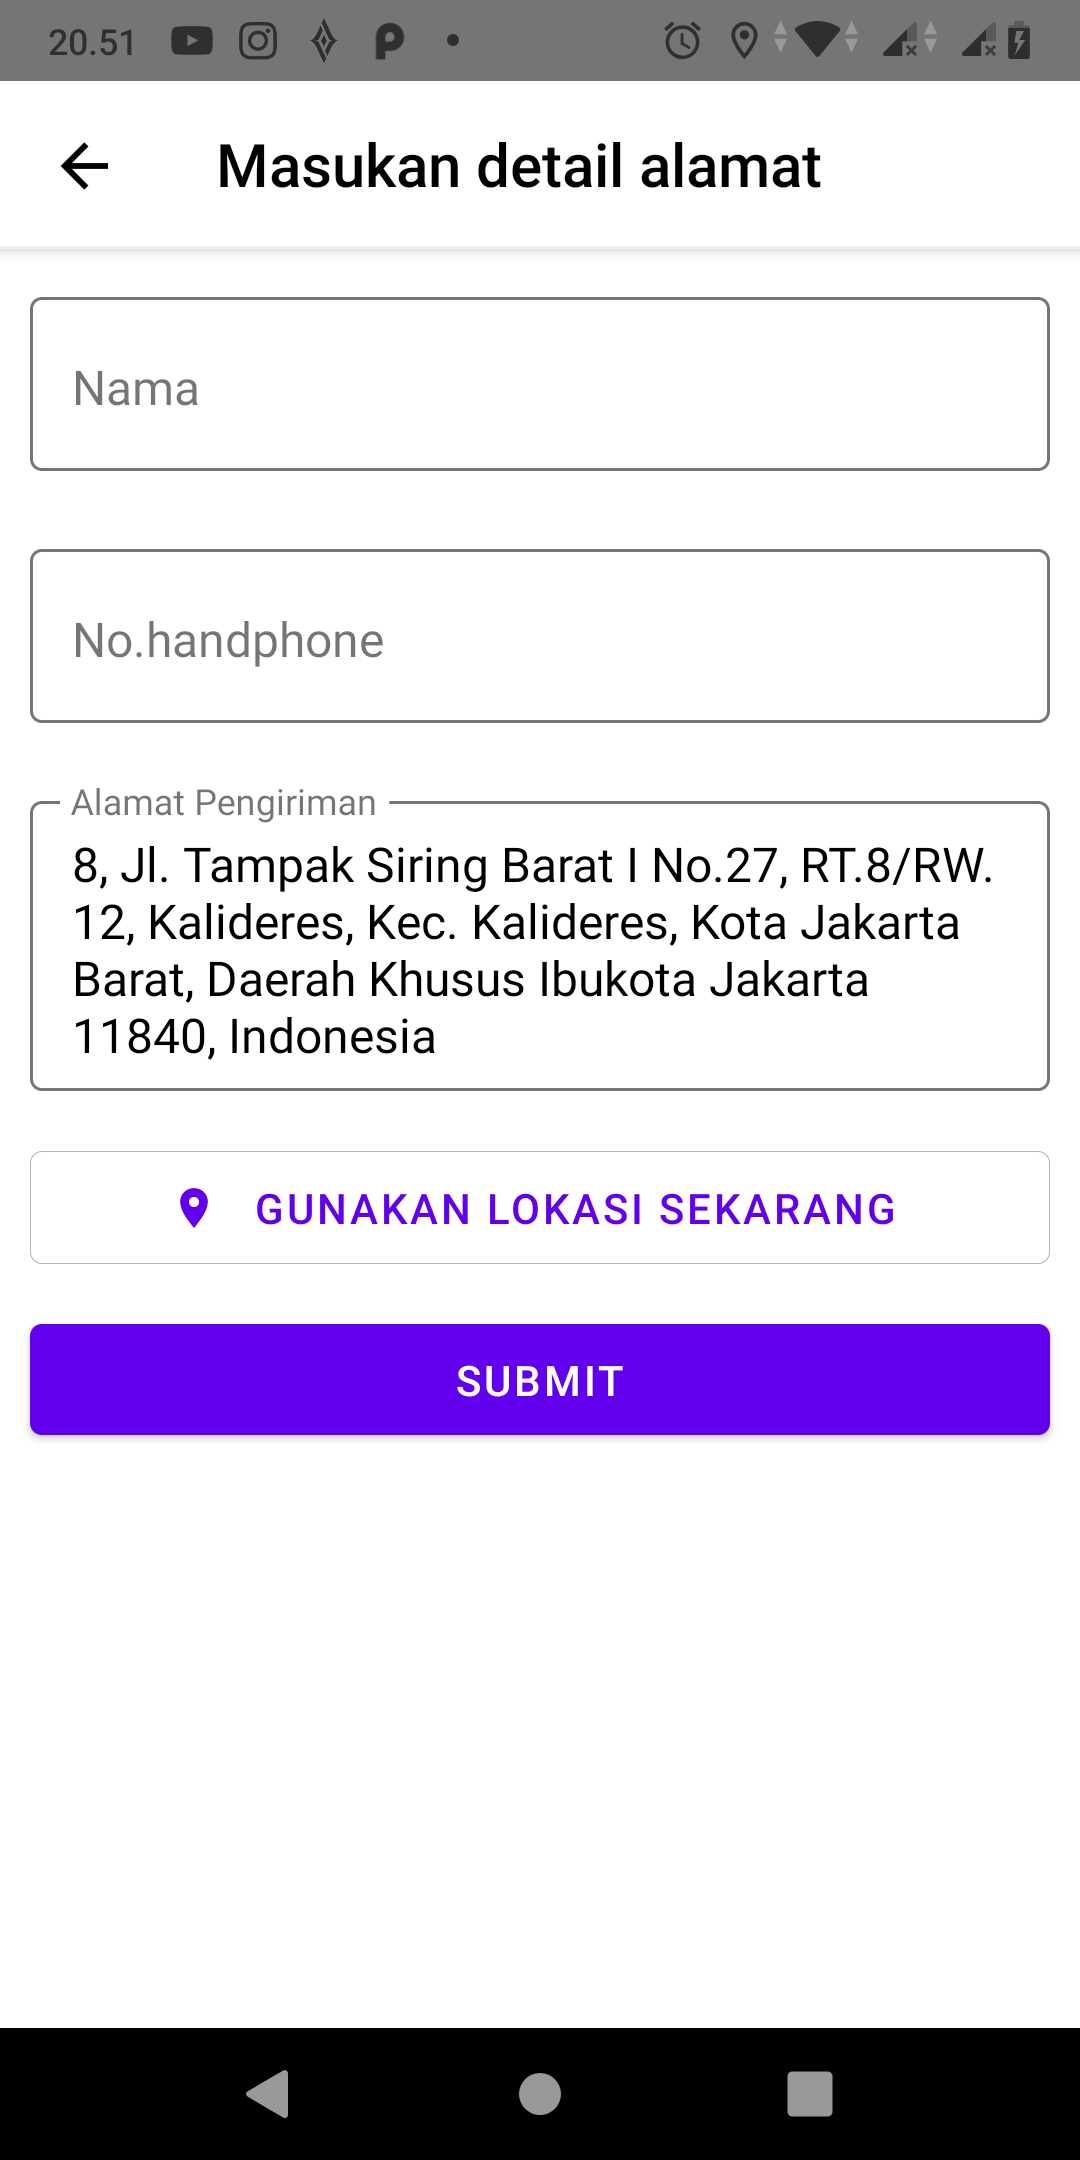 20.51
Masukan detail alamat
Nama
No.handphone
Alamat Pengiriman
8, Jl. Tampak Siring Barat I No.27, RT.8/RW.
12, Kalideres, Kec. Kalideres, Kota Jakarta
Barat, Daerah Khusus Ibukota Jakarta
11840, Indonesia
GUNAKAN LOKASI SEKARANG
SUBMIT